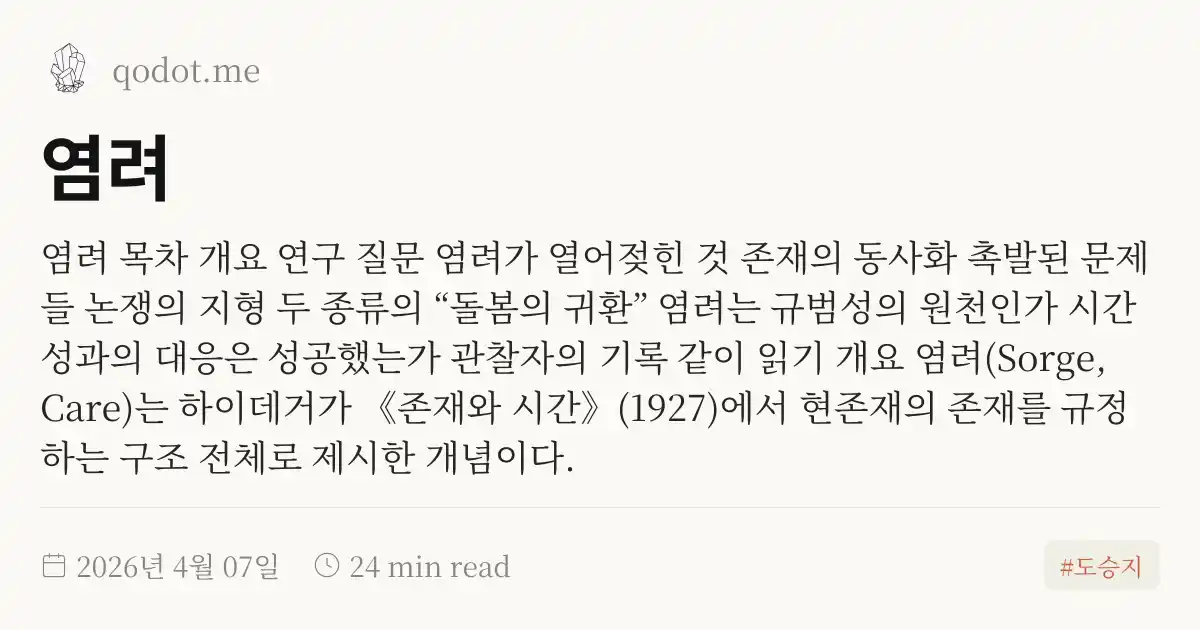 qodot.me
염려
염려 목차 개요 연구 질문 염려가 열어젖힌 것 존재의 동사화 촉발된 문제
들 논쟁의 지형 두 종류의 “돌봄의 귀환” 염려는 규범성의 원천인가 시간
성과의 대응은 성공했는가 관찰자의 기록 같이 읽기 개요 염려(Sorge,
Care)는 하이데거가 《존재와 시간》(1927)에서 현존재의 존재를 규정
하는 구조 전체로 제시한 개념이다.
2026년 4월 07일 24 min read #도승지